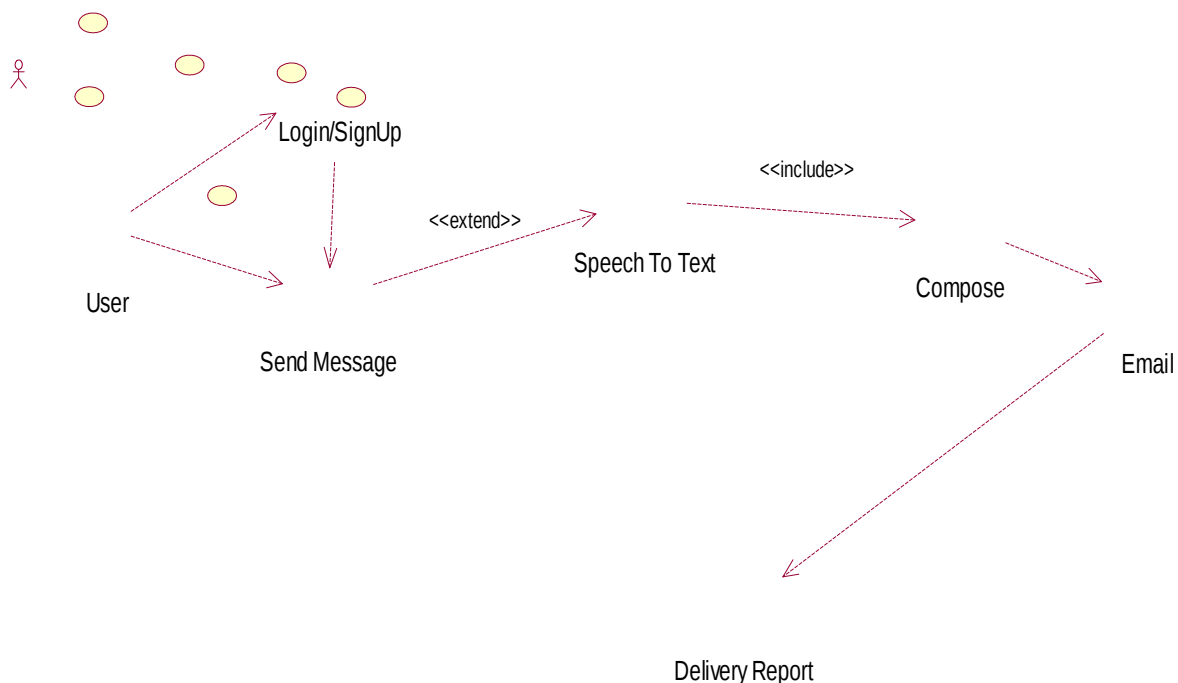 Login/SignUp
<<include>>
<<extend>>
Speech To Text
Compose
User
Send Message
Email
Delivery Report